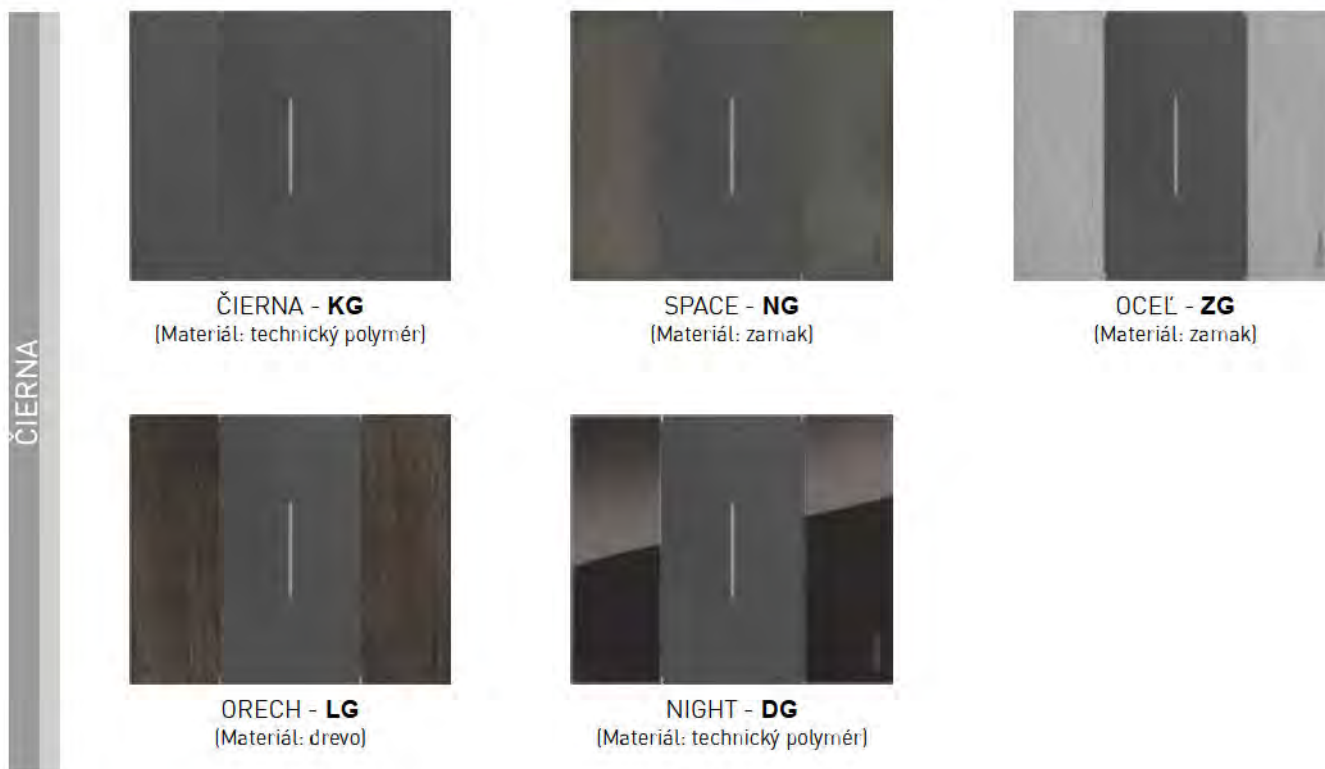 ČIERNA
ČIERNA - KG
(Materiál: technický polymér)
SPACE - NG
(Materiál: zamak)
OCEĽ - ZG
(Materiál: zamak)
ORECH - LG
(Materiál: drevo)
NIGHT - DG
(Materiál: technický polymér)